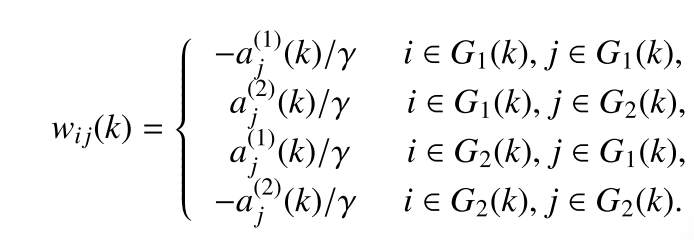 w_{ij}(k) = {
−a_j^{(1)}(k)/γ i ∈ G_1(k), j ∈ G_1(k),
a_j^{(2)}(k)/γ i ∈ G_1(k), j ∈ G_2(k),
a_j^{(1)}(k)/γ i ∈ G_2(k), j ∈ G_1(k),
−a_j^{(2)}(k)/γ i ∈ G_2(k), j ∈ G_2(k).